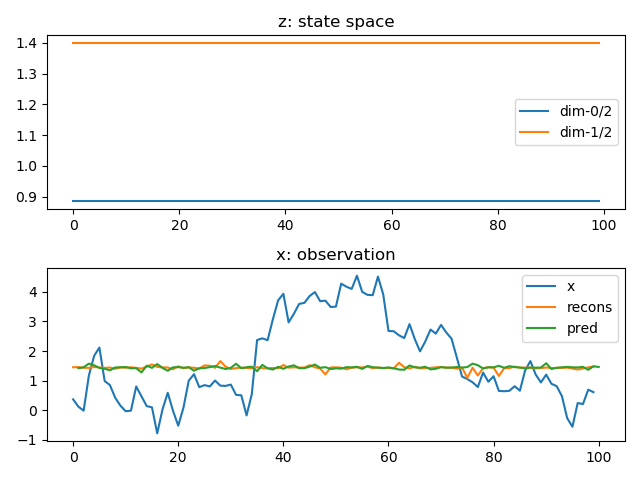 z: state space
1.4
1.3
1.2
1.1
1.0
0.9
dim-0/2
dim-1/2
0 20 40 60 80 100
x: observation
4
3
2
1
0
−1
x
recons
pred
0 20 40 60 80 100